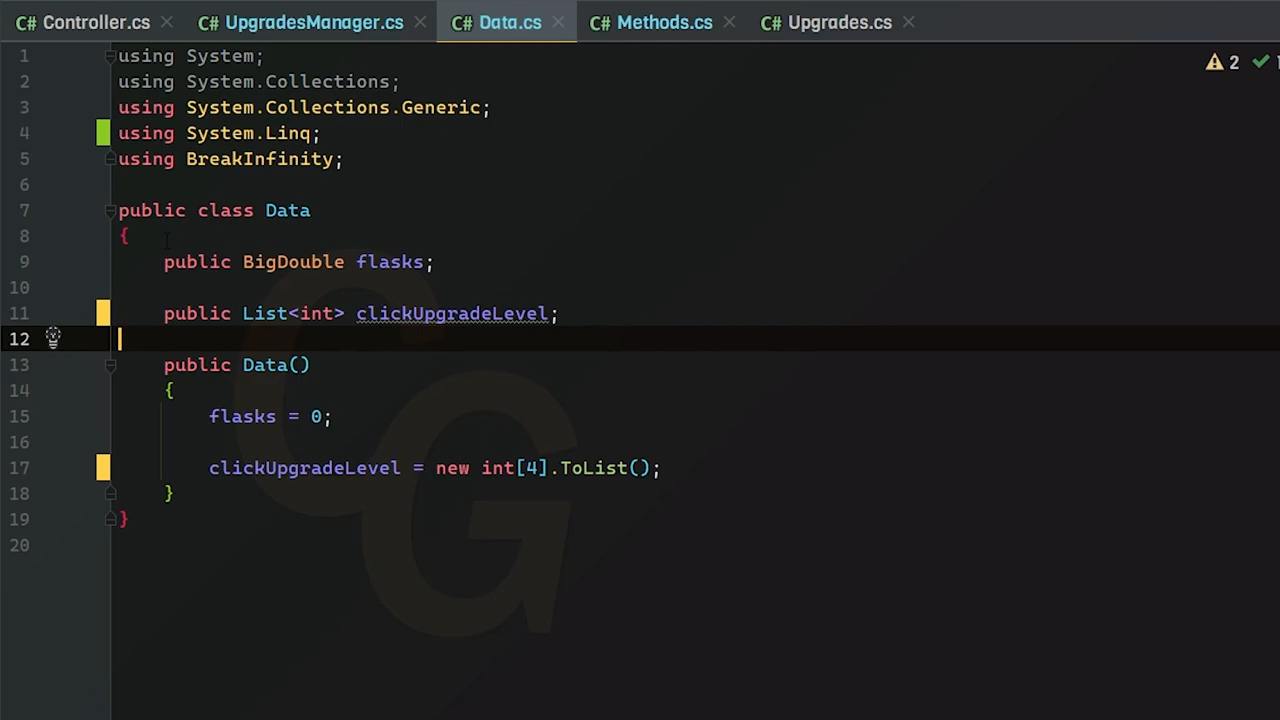 C# Controller.cs × C# UpgradesManager.cs × C# Data.cs × C# Methods.cs × C# Upgrades.cs ×
1 using System;
2 using System.Collections;
3 using System.Collections.Generic;
4 using System.Linq;
5 using BreakInfinity;
6
7 public class Data
8 {
9 public BigDouble flasks;
10
11 public List<int> clickUpgradeLevel;
12
13 public Data()
14 {
15 flasks = 0;
16
17 clickUpgradeLevel = new int[4].ToList();
18 }
19 }
20
2
CG